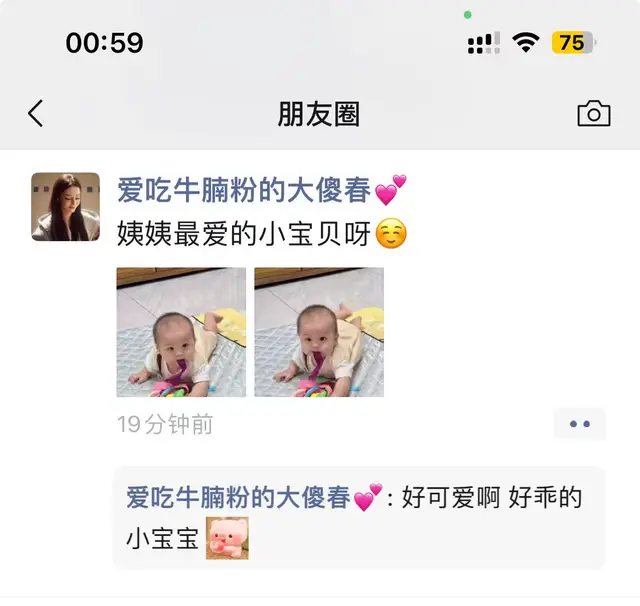 00:59
75
朋友圈
爱吃牛腩粉的大傻春💕
姨姨最爱的小宝贝呀☺️
19分钟前
爱吃牛腩粉的大傻春💕: 好可爱啊 好乖的
小宝宝